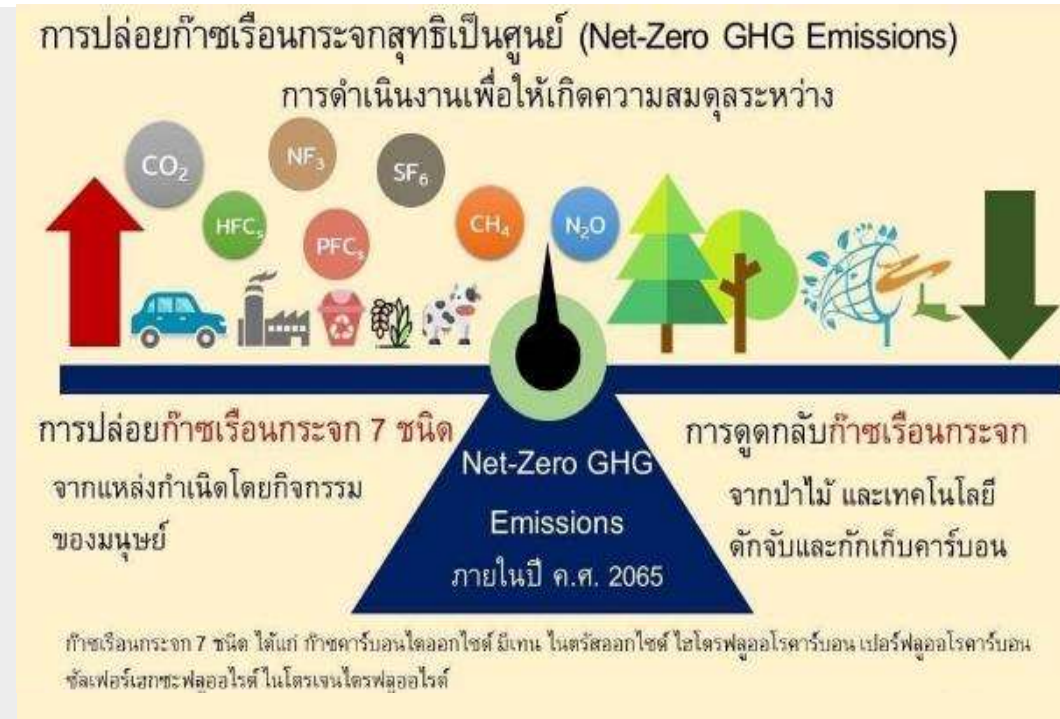 การปล่อยก๊าซเรือนกระจกสุทธิเป็นศูนย์ (Net-Zero GHG Emissions)
การดำเนินงานเพื่อให้เกิดความสมดุลระหว่าง
CO₂
NF₃
SF₆
HFCₛ
PFCₛ
CH₄
N₂O
การปล่อยก๊าซเรือนกระจก 7 ชนิด
จากแหล่งกำเนิดโดยกิจกรรม
ของมนุษย์
Net-Zero GHG
Emissions
ภายในปี ค.ศ. 2065
การดูดกลับก๊าซเรือนกระจก
จากป่าไม้ และเทคโนโลยี
ดักจับและกักเก็บคาร์บอน
ก๊าซเรือนกระจก 7 ชนิด ได้แก่ ก๊าซคาร์บอนไดออกไซด์ มีเทน ไนตรัสออกไซด์ ไฮโดรฟลูออโรคาร์บอน เปอร์ฟลูออโรคาร์บอน
ซัลเฟอร์เฮกซะฟลูออไรด์ ไนโตรเจนไตรฟลูออไรด์